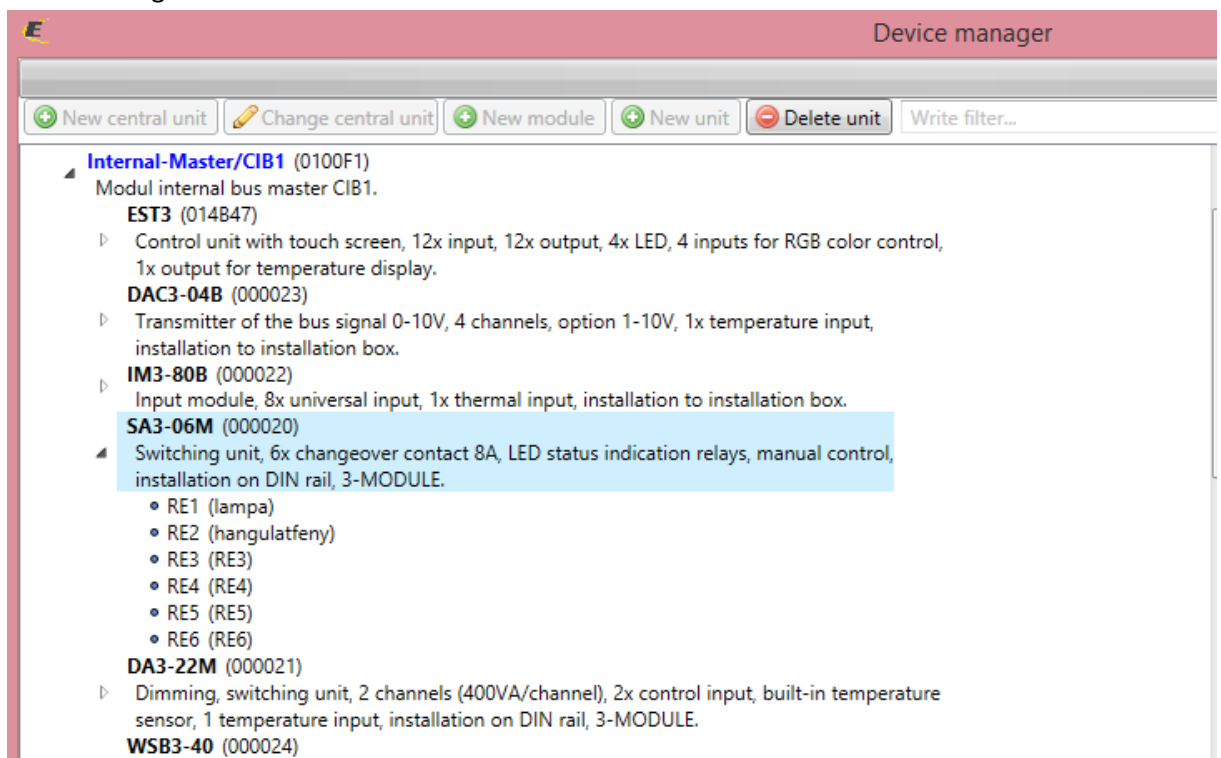 Device manager
New central unit Change central unit New module New unit Delete unit Write filter...
Internal-Master/CIB1 (0100F1)
Modul internal bus master CIB1.
EST3 (014B47)
Control unit with touch screen, 12x input, 12x output, 4x LED, 4 inputs for RGB color control,
1x output for temperature display.
DAC3-04B (000023)
Transmitter of the bus signal 0-10V, 4 channels, option 1-10V, 1x temperature input,
installation to installation box.
IM3-80B (000022)
Input module, 8x universal input, 1x thermal input, installation to installation box.
SA3-06M (000020)
Switching unit, 6x changeover contact 8A, LED status indication relays, manual control,
installation on DIN rail, 3-MODULE.
RE1 (lampa)
RE2 (hangulatfeny)
RE3 (RE3)
RE4 (RE4)
RE5 (RE5)
RE6 (RE6)
DA3-22M (000021)
Dimming, switching unit, 2 channels (400VA/channel), 2x control input, built-in temperature
sensor, 1 temperature input, installation on DIN rail, 3-MODULE.
WSB3-40 (000024)